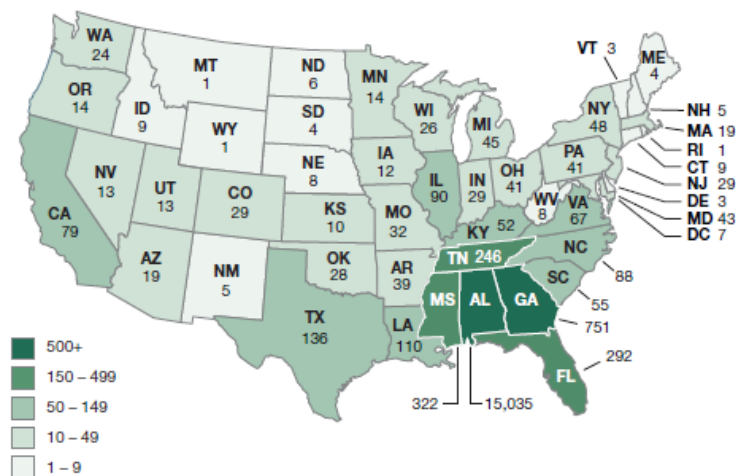 WA
24
OR
14
CA
79
ID
9
NV
13
MT
1
WY
1
UT
13
AZ
19
CO
29
NM
5
ND
6
SD
4
NE
8
KS
10
OK
28
TX
136
MN
14
IA
12
MO
32
AR
39
LA
110
WI
26
IL
90
MI
45
IN
29
OH
41
KY 52
TN 246
MS
322
AL
15,035
GA
751
FL
292
SC
55
NC
88
VA
67
WV
8
PA
41
NY
48
VT 3
ME
4
NH 5
MA 19
RI 1
CT 9
NJ 29
DE 3
MD 43
DC 7
500+
150 – 499
50 – 149
10 – 49
1 – 9